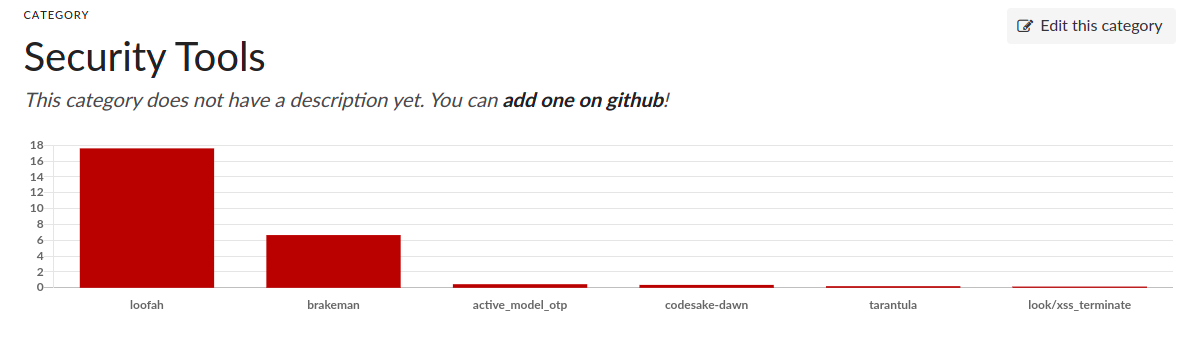 CATEGORY
Edit this category
Security Tools
This category does not have a description yet. You can add one on github!
18
16
14
12
10
8
6
4
2
0
loofah brakeman active_model_otp codesake-dawn tarantula look/xss_terminate